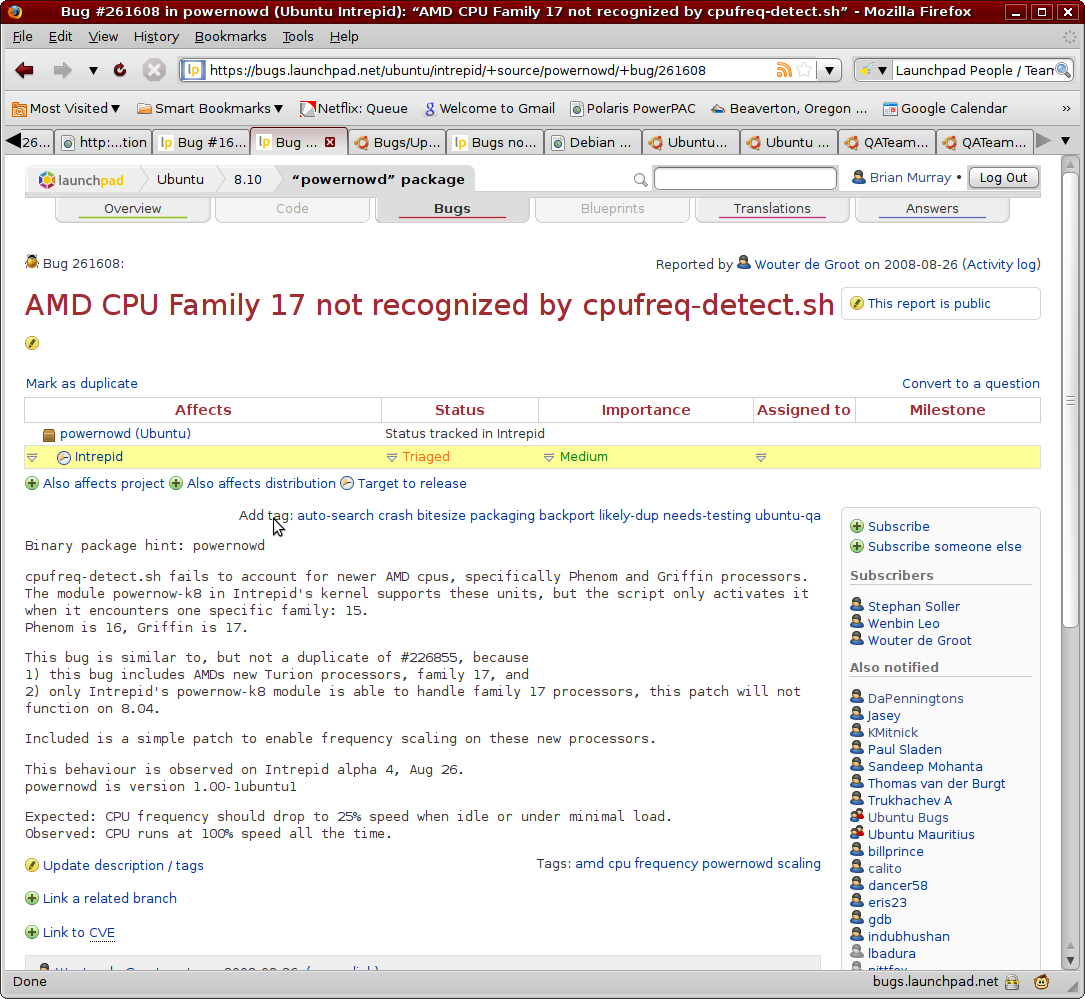 Bug #261608 in powernowd (Ubuntu Intrepid): “AMD CPU Family 17 not recognized by cpufreq-detect.sh” - Mozilla Firefox
File Edit View History Bookmarks Tools Help
https://bugs.launchpad.net/ubuntu/intrepid/+source/powernowd/+bug/261608
Launchpad People / Team
Most Visited Smart Bookmarks Netflix: Queue Welcome to Gmail Polaris PowerPAC Beaverton, Oregon ... Google Calendar »
26... http:...tion Bug #16... Bug ... Bugs/Up... Bugs no... Debian ... Ubuntu... Ubuntu ... QATeam... QATeam...
launchpad Ubuntu 8.10 “powernowd” package
Brian Murray • Log Out
Overview Code Bugs Blueprints Translations Answers
Bug 261608:
Reported by Wouter de Groot on 2008-08-26 (Activity log)
AMD CPU Family 17 not recognized by cpufreq-detect.sh
This report is public
Mark as duplicate
Convert to a question
Affects Status Importance Assigned to Milestone
powernowd (Ubuntu) Status tracked in Intrepid
Intrepid Triaged Medium
Also affects project Also affects distribution Target to release
Add tag: auto-search crash bitesize packaging backport likely-dup needs-testing ubuntu-qa
Binary package hint: powernowd
cpufreq-detect.sh fails to account for newer AMD cpus, specifically Phenom and Griffin processors.
The module powernow-k8 in Intrepid's kernel supports these units, but the script only activates it
when it encounters one specific family: 15.
Phenom is 16, Griffin is 17.
This bug is similar to, but not a duplicate of #226855, because
1) this bug includes AMDs new Turion processors, family 17, and
2) only Intrepid's powernow-k8 module is able to handle family 17 processors, this patch will not
function on 8.04.
Included is a simple patch to enable frequency scaling on these new processors.
This behaviour is observed on Intrepid alpha 4, Aug 26.
powernowd is version 1.00-1ubuntu1
Expected: CPU frequency should drop to 25% speed when idle or under minimal load.
Observed: CPU runs at 100% speed all the time.
Update description / tags
Tags: amd cpu frequency powernowd scaling
Link a related branch
Link to CVE
Subscribe
Subscribe someone else
Subscribers
Stephan Soller
Wenbin Leo
Wouter de Groot
Also notified
DaPenningtons
Jasey
KMitnick
Paul Sladen
Sandeep Mohanta
Thomas van der Burgt
Trukhachev A
Ubuntu Bugs
Ubuntu Mauritius
billprince
calito
dancer58
eris23
gdb
indubhushan
lbadura
Done
bugs.launchpad.net